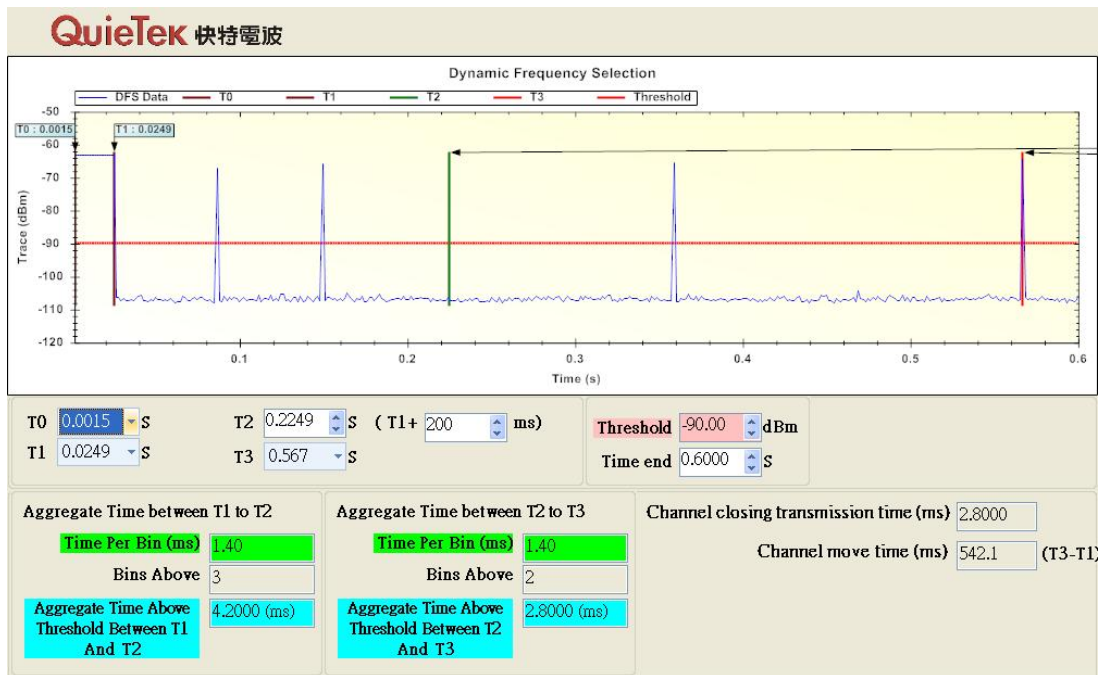 QuieTek 快特電波
Dynamic Frequency Selection
DFS Data T0 T1 T2 T3 Threshold
T0 : 0.0015
T1 : 0.0249
Trace (dBm)
-50
-60
-70
-80
-90
-100
-110
-120
0.1 0.2 0.3 0.4 0.5 0.6
Time (s)
T0 0.0015 S T2 0.2249 S ( T1+ 200 ms)
T1 0.0249 S T3 0.567 S
Threshold -90.00 dBm
Time end 0.6000 S
Aggregate Time between T1 to T2
Time Per Bin (ms) 1.40
Bins Above 3
Aggregate Time Above
Threshold Between T1
And T2
4.2000 (ms)
Aggregate Time between T2 to T3
Time Per Bin (ms) 1.40
Bins Above 2
Aggregate Time Above
Threshold Between T2
And T3
2.8000 (ms)
Channel closing transmission time (ms) 2.8000
Channel move time (ms) 542.1 (T3-T1)